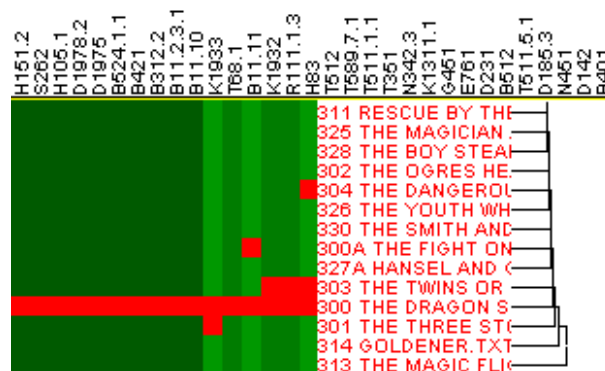 H151.2
S262
H105.1
D1978.2
D1975
B524.1.1
B421
B312.2
B11.2.3.1
B11.10
K1933
T68.1
B11.11
K1932
R111.1.3
H83
T512
T589.7.1
T511.1.1
T351
N342.3
K1311.1
G451
E761
D231
B512
T511.5.1
D185.3
N451
D142
B401
311 RESCUE BY THE
325 THE MAGICIAN
328 THE BOY STEA
302 THE OGRES HE
304 THE DANGEROU
326 THE YOUTH WH
330 THE SMITH AND
300A THE FIGHT ON
327A HANSEL AND
303 THE TWINS OR
300 THE DRAGON S
301 THE THREE ST
314 GOLDENER.TXT
313 THE MAGIC FLI